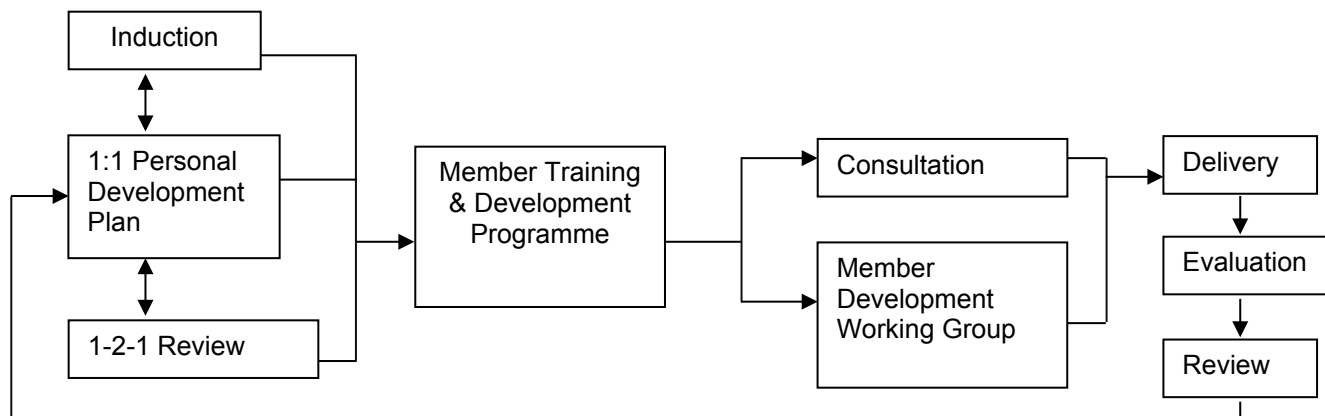 Induction
1:1 Personal
Development
Plan
1-2-1 Review
Member Training
& Development
Programme
Consultation
Member
Development
Working Group
Delivery
Evaluation
Review